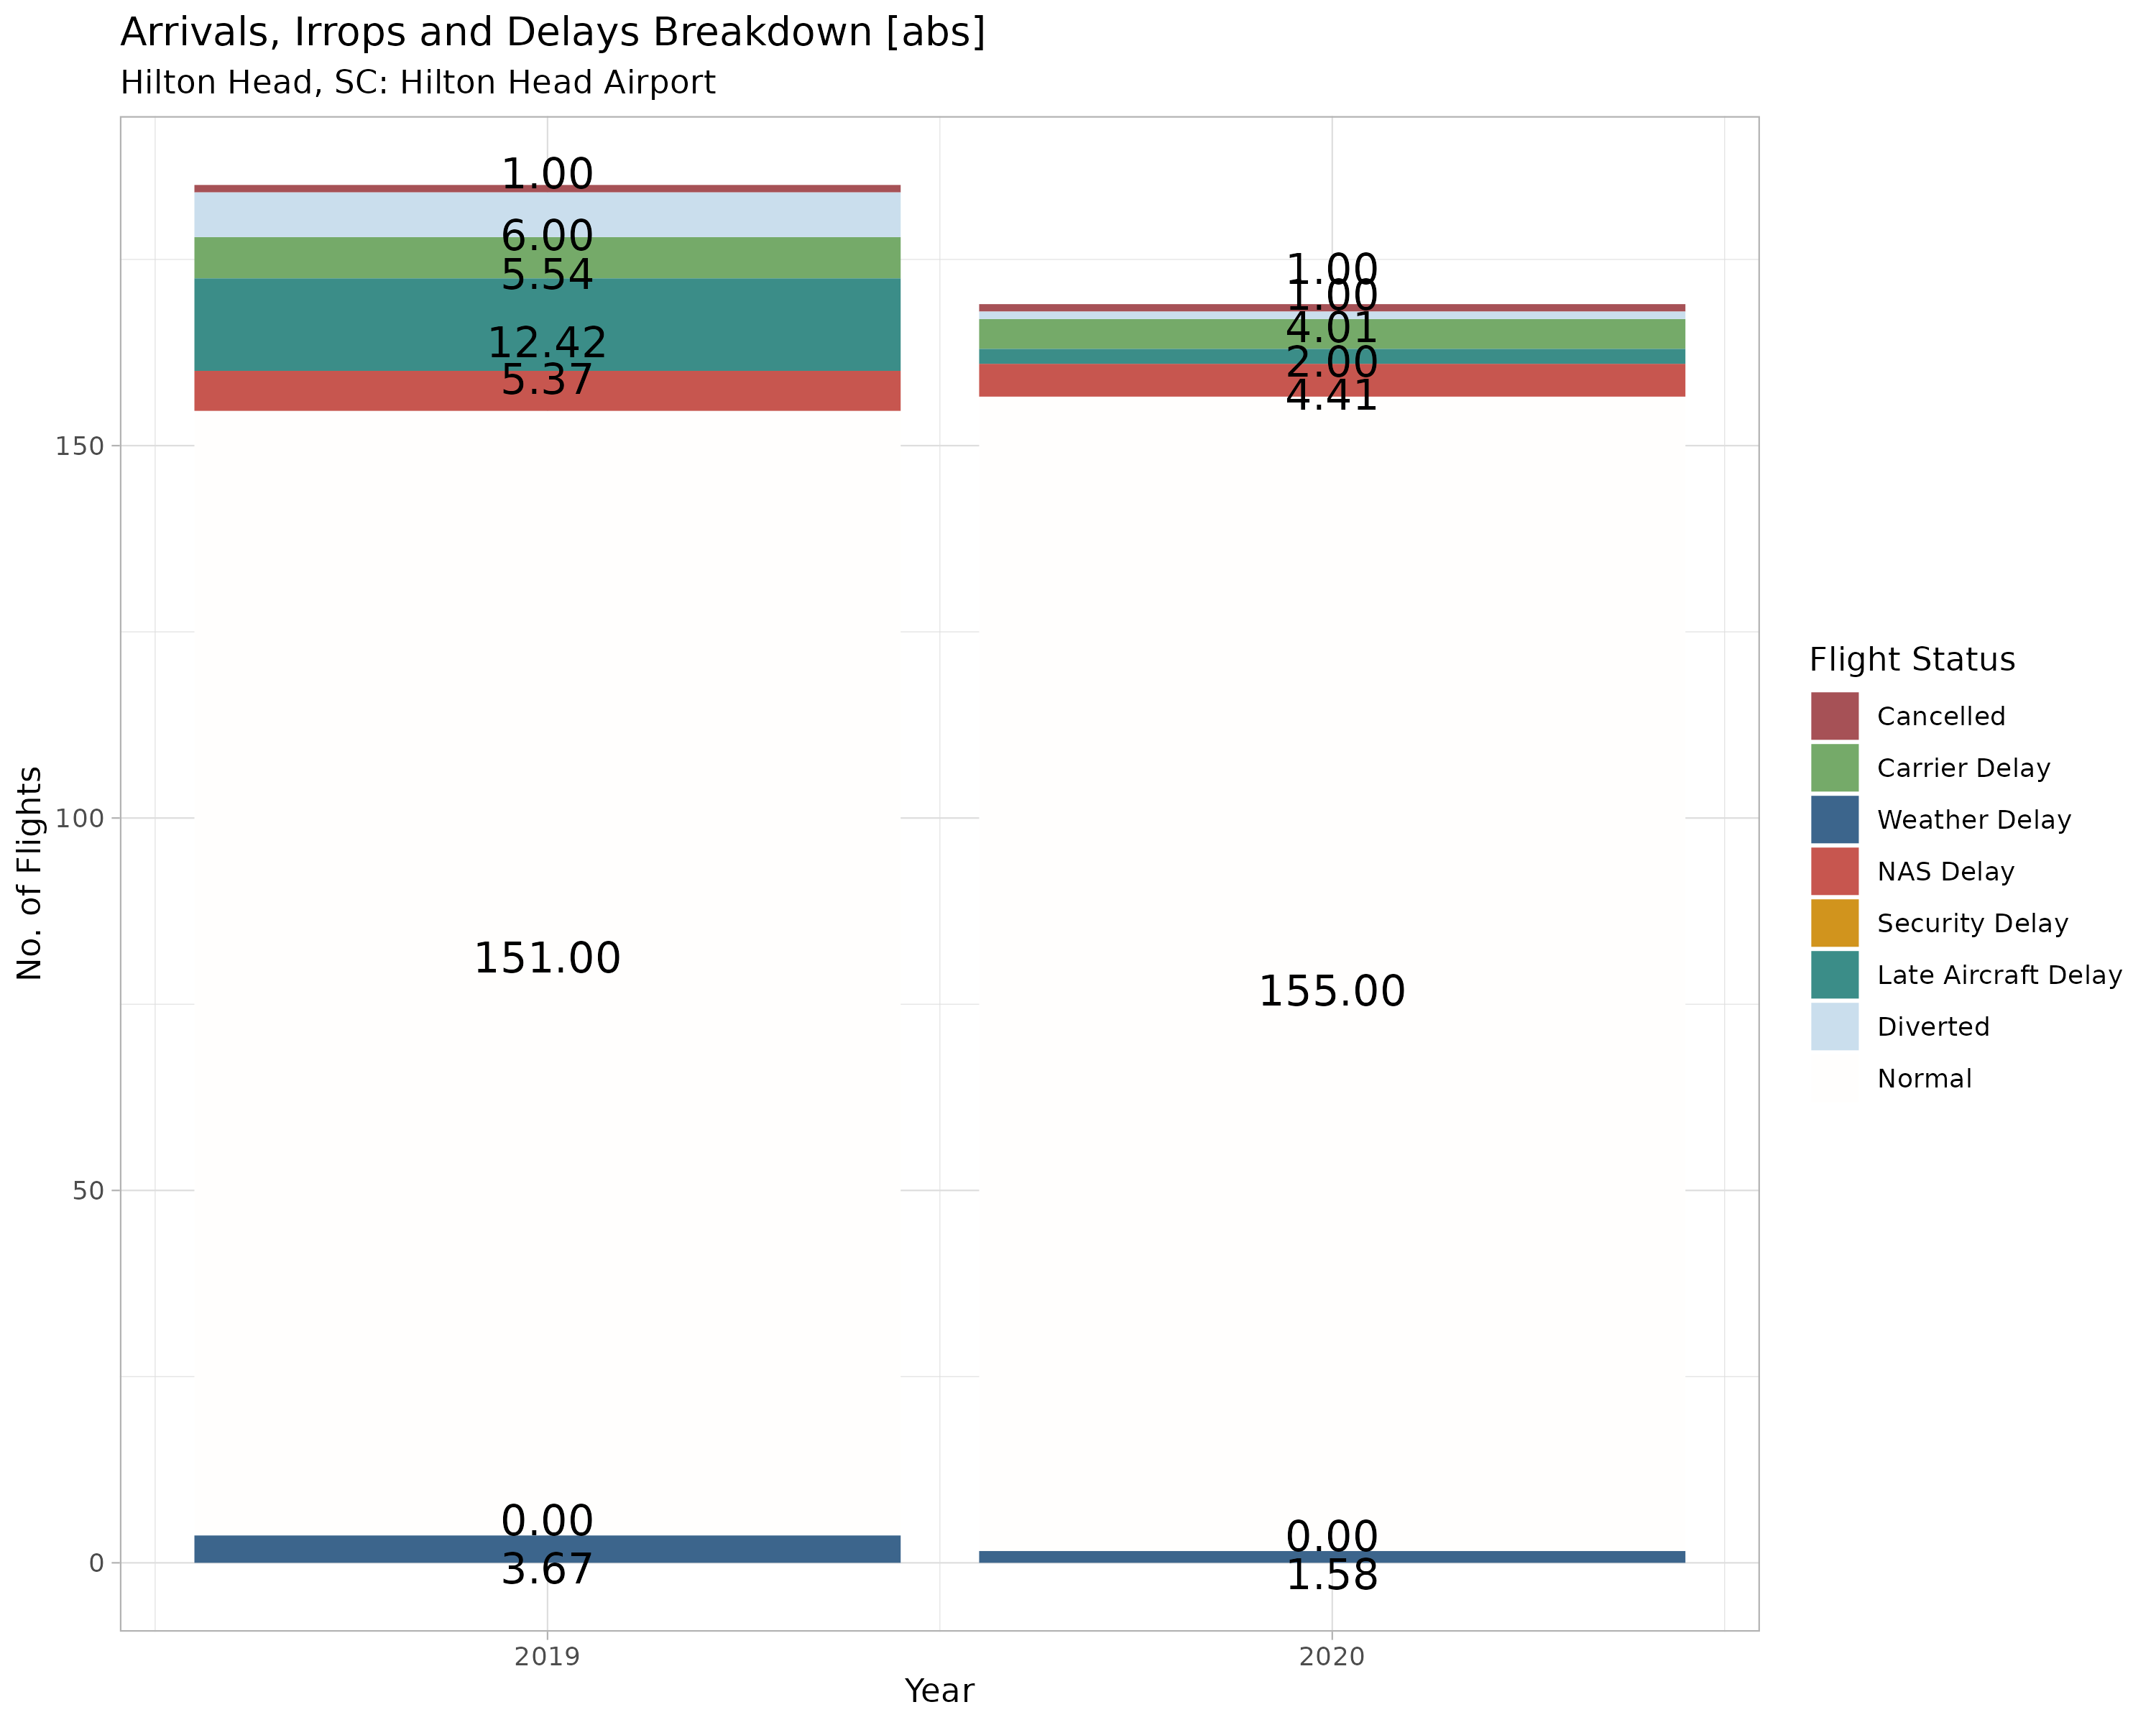 Arrivals, Irrops and Delays Breakdown [abs]
Hilton Head, SC: Hilton Head Airport
No. of Flights
150
100
50
0
1.00
6.00
5.54
12.42
5.37
151.00
0.00
3.67
1.00
1.00
4.01
2.00
4.41
155.00
0.00
1.58
2019
2020
Year
Flight Status
Cancelled
Carrier Delay
Weather Delay
NAS Delay
Security Delay
Late Aircraft Delay
Diverted
Normal